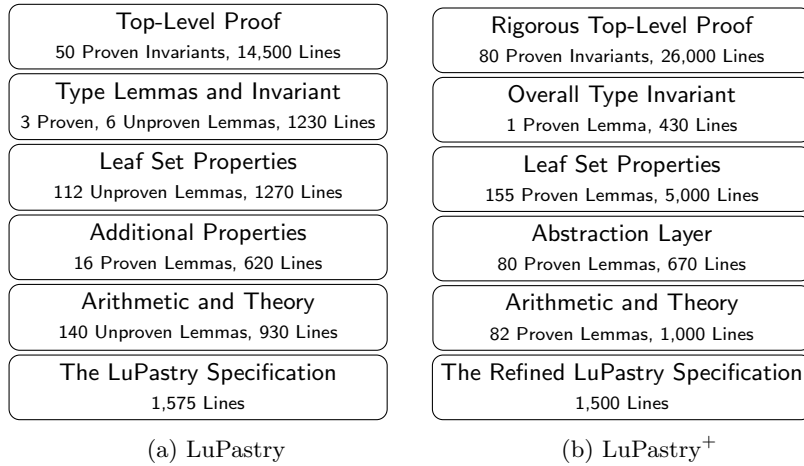 Top-Level Proof
50 Proven Invariants, 14,500 Lines
Type Lemmas and Invariant
3 Proven, 6 Unproven Lemmas, 1230 Lines
Leaf Set Properties
112 Unproven Lemmas, 1270 Lines
Additional Properties
16 Proven Lemmas, 620 Lines
Arithmetic and Theory
140 Unproven Lemmas, 930 Lines
The LuPastry Specification
1,575 Lines
(a) LuPastry
Rigorous Top-Level Proof
80 Proven Invariants, 26,000 Lines
Overall Type Invariant
1 Proven Lemma, 430 Lines
Leaf Set Properties
155 Proven Lemmas, 5,000 Lines
Abstraction Layer
80 Proven Lemmas, 670 Lines
Arithmetic and Theory
82 Proven Lemmas, 1,000 Lines
The Refined LuPastry Specification
1,500 Lines
(b) LuPastry+